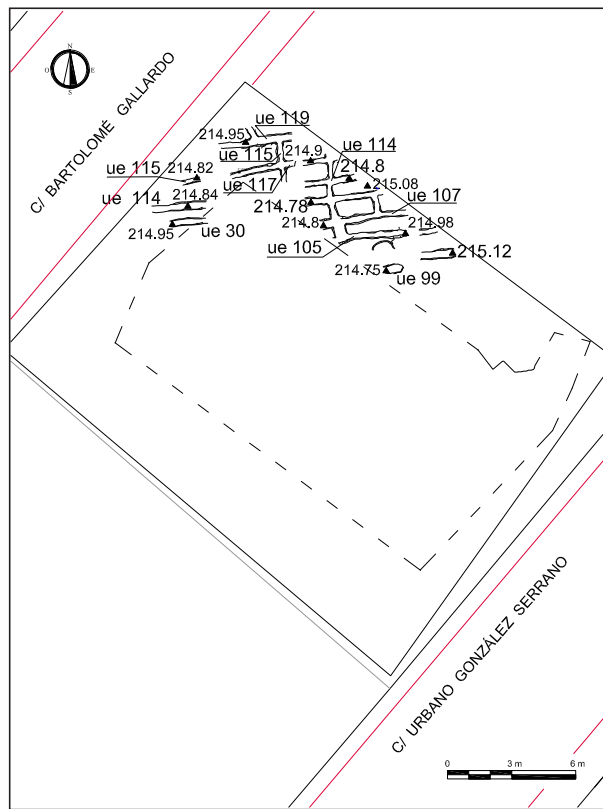 N
O E
S
C/ BARTOLOMÉ GALLARDO
ue 119
214.95
ue 115 214.82
ue 115
214.9
ue 114
214.8
215.08
ue 114 214.84
ue 117
214.78
ue 107
214.95
ue 30
214.8
214.98
ue 105
215.12
214.75
ue 99
C/ URBANO GONZÁLEZ SERRANO
0 3 m 6 m